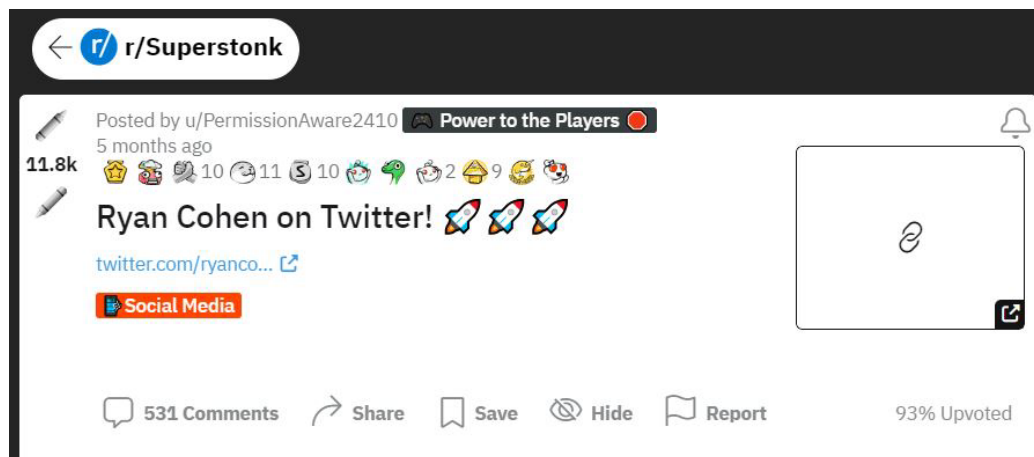 r/ r/Superstonk
Posted by u/PermissionAware2410 🎮 Power to the Players 🛑
5 months ago
11.8k
10 11 S 10 2 9
Ryan Cohen on Twitter! 🚀🚀🚀
twitter.com/ryanco...
Social Media
531 Comments Share Save Hide Report 93% Upvoted